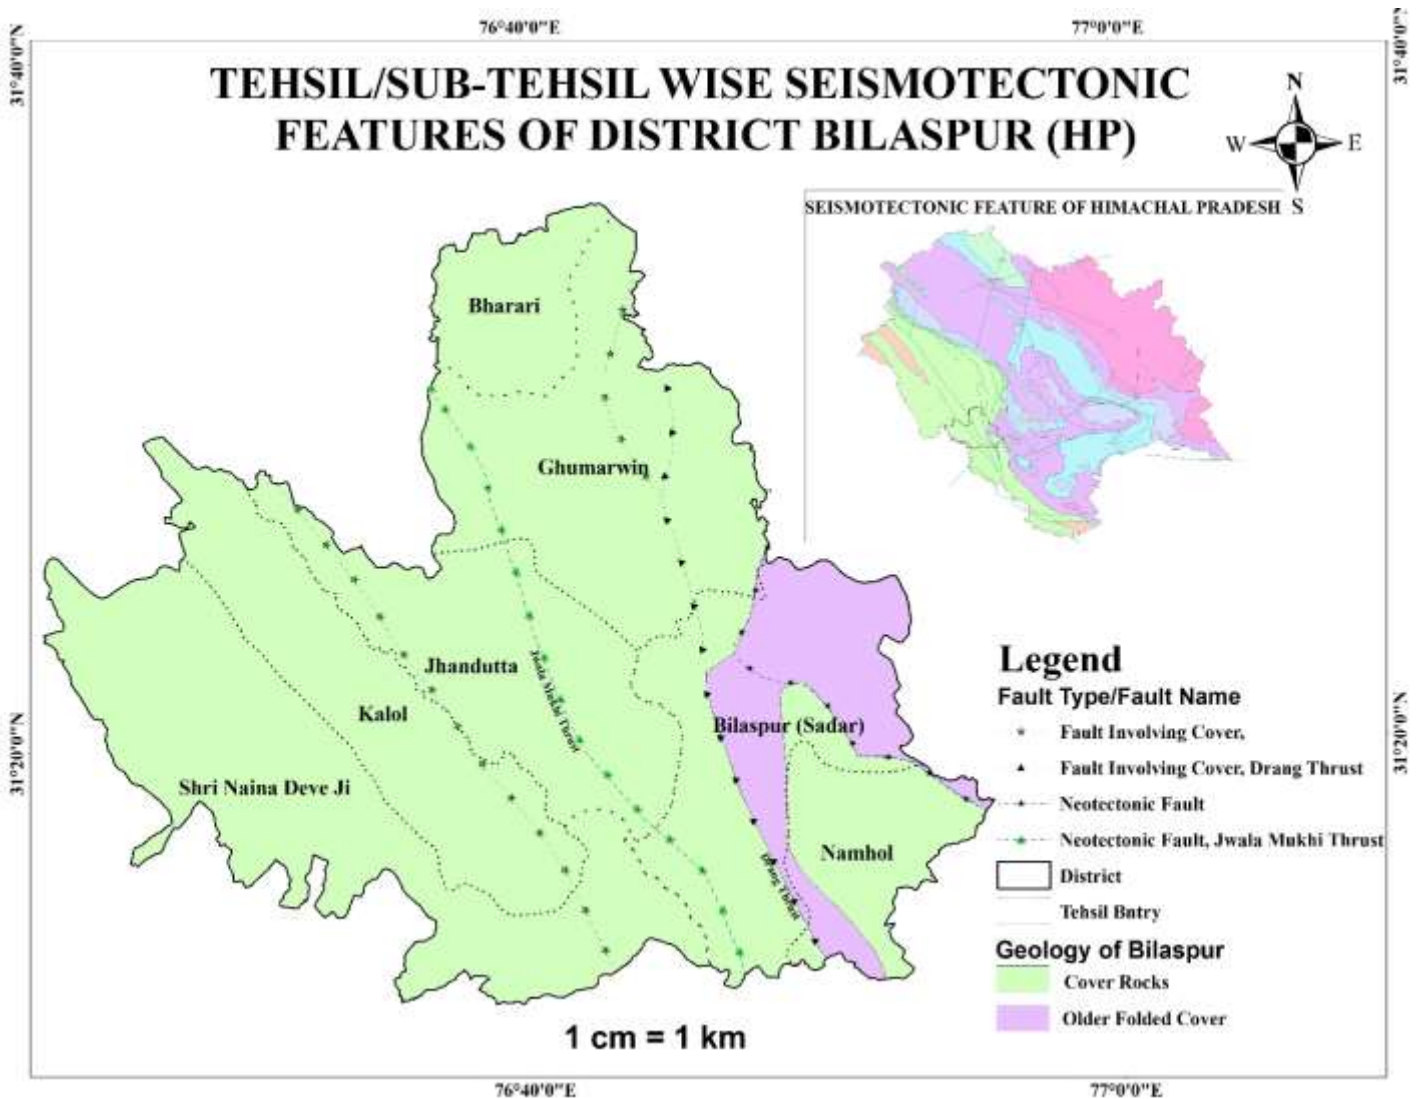 76°40'0"E
77°0'0"E
31°40'0"N
31°40'0"N
TEHSIL/SUB-TEHSIL WISE SEISMOTECTONIC
FEATURES OF DISTRICT BILASPUR (HP)
N
W
E
S
SEISMOTECTONIC FEATURE OF HIMACHAL PRADESH
Bharari
Ghumarwin
Jhandutta
Jwala Mukhi Thrust
Kalol
Bilaspur (Sadar)
Shri Naina Deve Ji
Namhol
Drang Thrust
31°20'0"N
31°20'0"N
Legend
Fault Type/Fault Name
Fault Involving Cover,
Fault Involving Cover, Drang Thrust
Neotectonic Fault
Neotectonic Fault, Jwala Mukhi Thrust
District
Tehsil Bntry
Geology of Bilaspur
Cover Rocks
Older Folded Cover
1 cm = 1 km
76°40'0"E
77°0'0"E